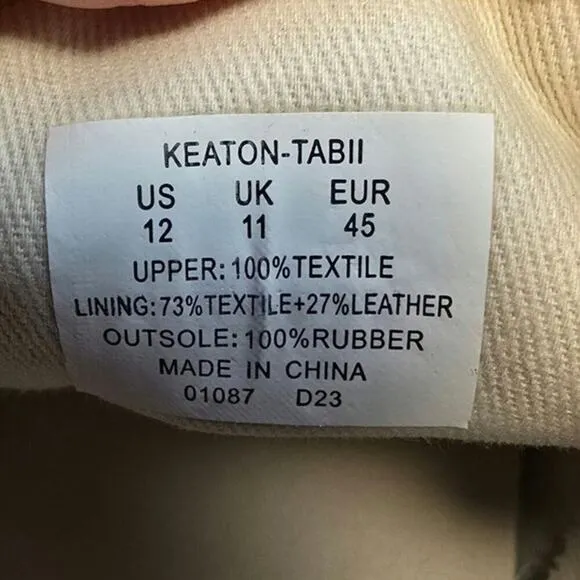 KEATON-TABII
US UK EUR
12 11 45
UPPER:100%TEXTILE
LINING:73%TEXTILE+27%LEATHER
OUTSOLE:100%RUBBER
MADE IN CHINA
01087 D23